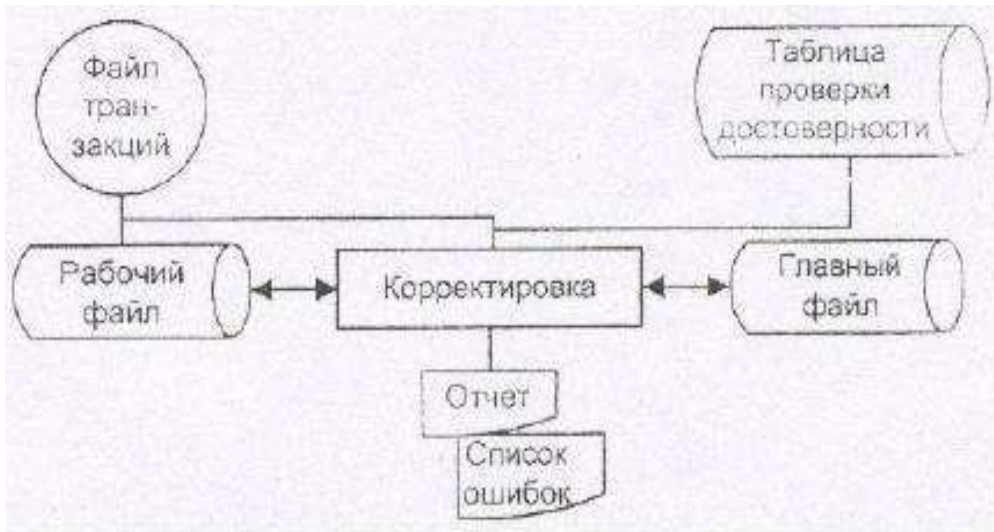 Файл
тран-
закций
Таблица
проверки
достоверности
Рабочий
файл
Корректировка
Главный
файл
Отчет
Список
ошибок